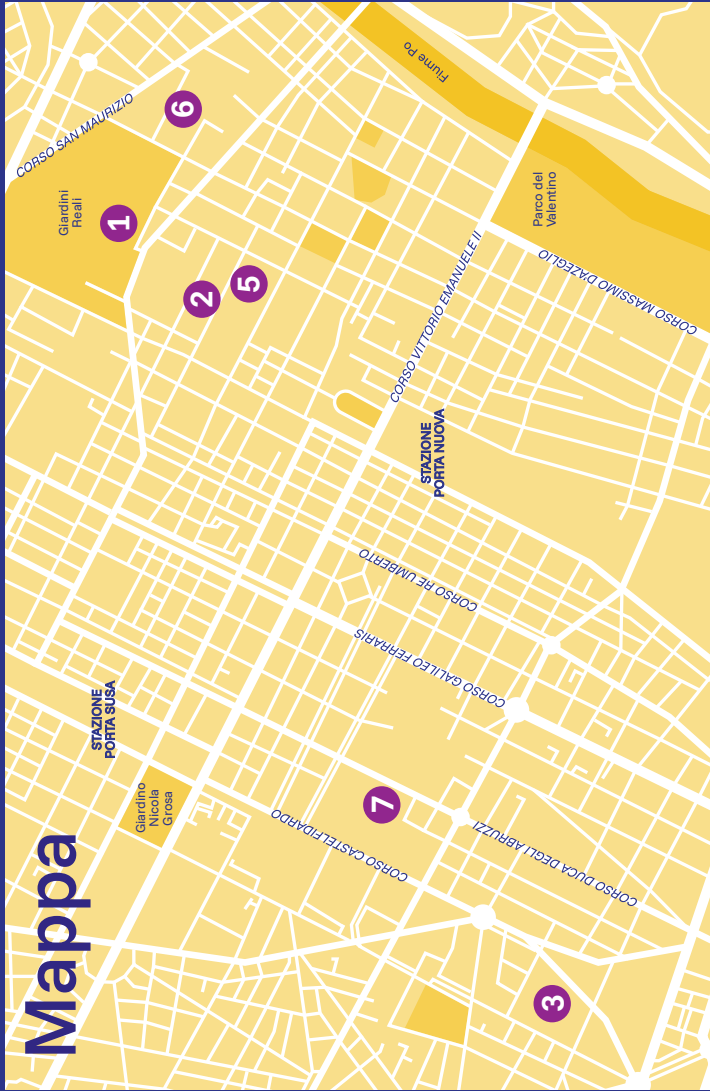 Mappa
CORSO SAN MAURIZIO
Giardini
Reali
Fiume Po
6
1
2
5
Parco del
Valentino
CORSO MASSIMO D'AZEGLIO
CORSO VITTORIO EMANUELE II
STAZIONE
PORTA NUOVA
CORSO RE UMBERTO
CORSO GALILEO FERRARIS
STAZIONE
PORTA SUSA
Giardino
Nicola
Grosa
7
CORSO CASTELFIDARDO
CORSO DUCA DEGLI ABRUZZI
3